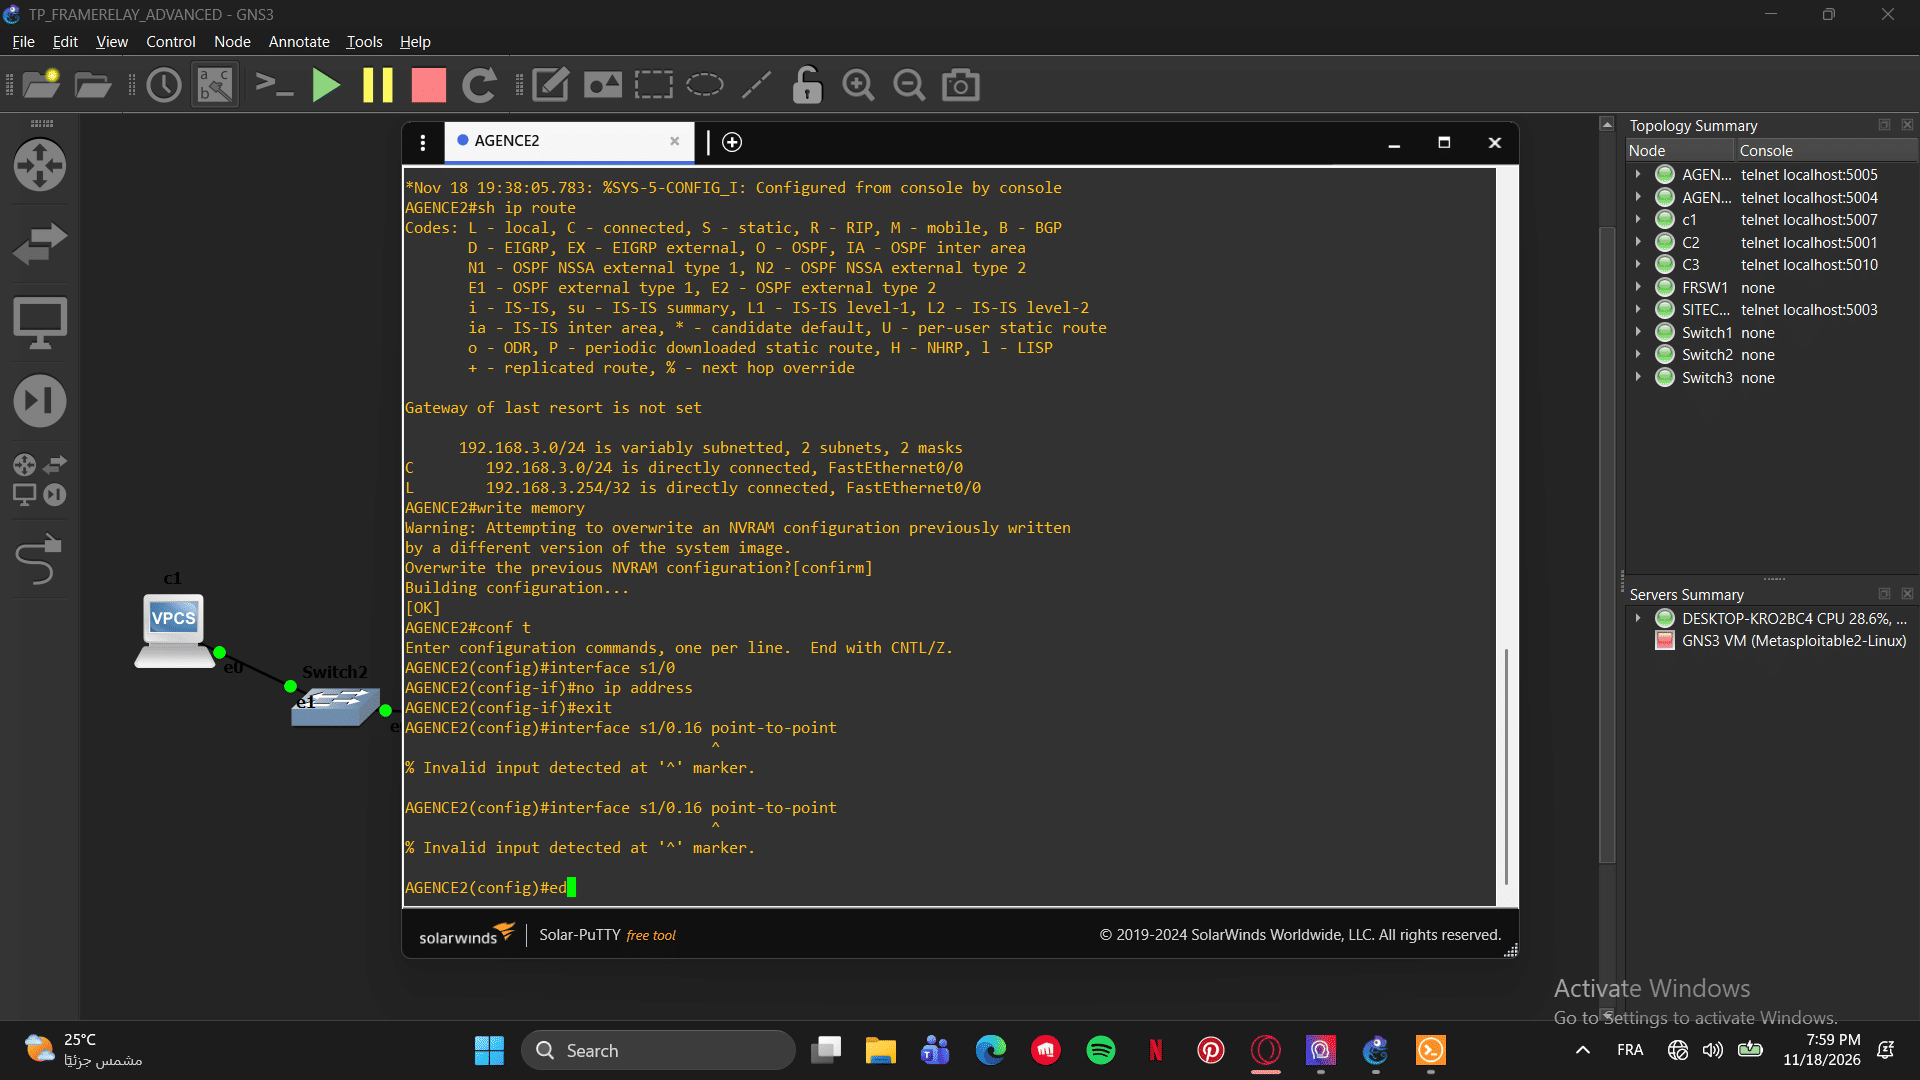 TP_FRAMERELAY_ADVANCED - GNS3
File Edit View Control Node Annotate Tools Help
AGENCE2
*Nov 18 19:38:05.783: %SYS-5-CONFIG_I: Configured from console by console
AGENCE2#sh ip route
Codes: L - local, C - connected, S - static, R - RIP, M - mobile, B - BGP
D - EIGRP, EX - EIGRP external, O - OSPF, IA - OSPF inter area
N1 - OSPF NSSA external type 1, N2 - OSPF NSSA external type 2
E1 - OSPF external type 1, E2 - OSPF external type 2
i - IS-IS, su - IS-IS summary, L1 - IS-IS level-1, L2 - IS-IS level-2
ia - IS-IS inter area, * - candidate default, U - per-user static route
o - ODR, P - periodic downloaded static route, H - NHRP, l - LISP
+ - replicated route, % - next hop override
Gateway of last resort is not set
192.168.3.0/24 is variably subnetted, 2 subnets, 2 masks
C 192.168.3.0/24 is directly connected, FastEthernet0/0
L 192.168.3.254/32 is directly connected, FastEthernet0/0
AGENCE2#write memory
Warning: Attempting to overwrite an NVRAM configuration previously written
by a different version of the system image.
Overwrite the previous NVRAM configuration?[confirm]
Building configuration...
[OK]
AGENCE2#conf t
Enter configuration commands, one per line. End with CNTL/Z.
AGENCE2(config)#interface s1/0
AGENCE2(config-if)#no ip address
AGENCE2(config-if)#exit
AGENCE2(config)#interface s1/0.16 point-to-point
^
% Invalid input detected at '^' marker.
AGENCE2(config)#interface s1/0.16 point-to-point
^
% Invalid input detected at '^' marker.
AGENCE2(config)#ed
solarwinds
Solar-PuTTY free tool
© 2019-2024 SolarWinds Worldwide, LLC. All rights reserved.
c1
VPCS
e0
Switch2
e1
e
Topology Summary
Node Console
AGEN... telnet localhost:5005
AGEN... telnet localhost:5004
c1 telnet localhost:5007
C2 telnet localhost:5001
C3 telnet localhost:5010
FRSW1 none
SITEC... telnet localhost:5003
Switch1 none
Switch2 none
Switch3 none
Servers Summary
DESKTOP-KRO2BC4 CPU 28.6%, ...
GNS3 VM (Metasploitable2-Linux)
Activate Windows
Go to Settings to activate Windows.
25°C
مشمس جزئيًا
Search
FRA
7:59 PM
11/18/2026